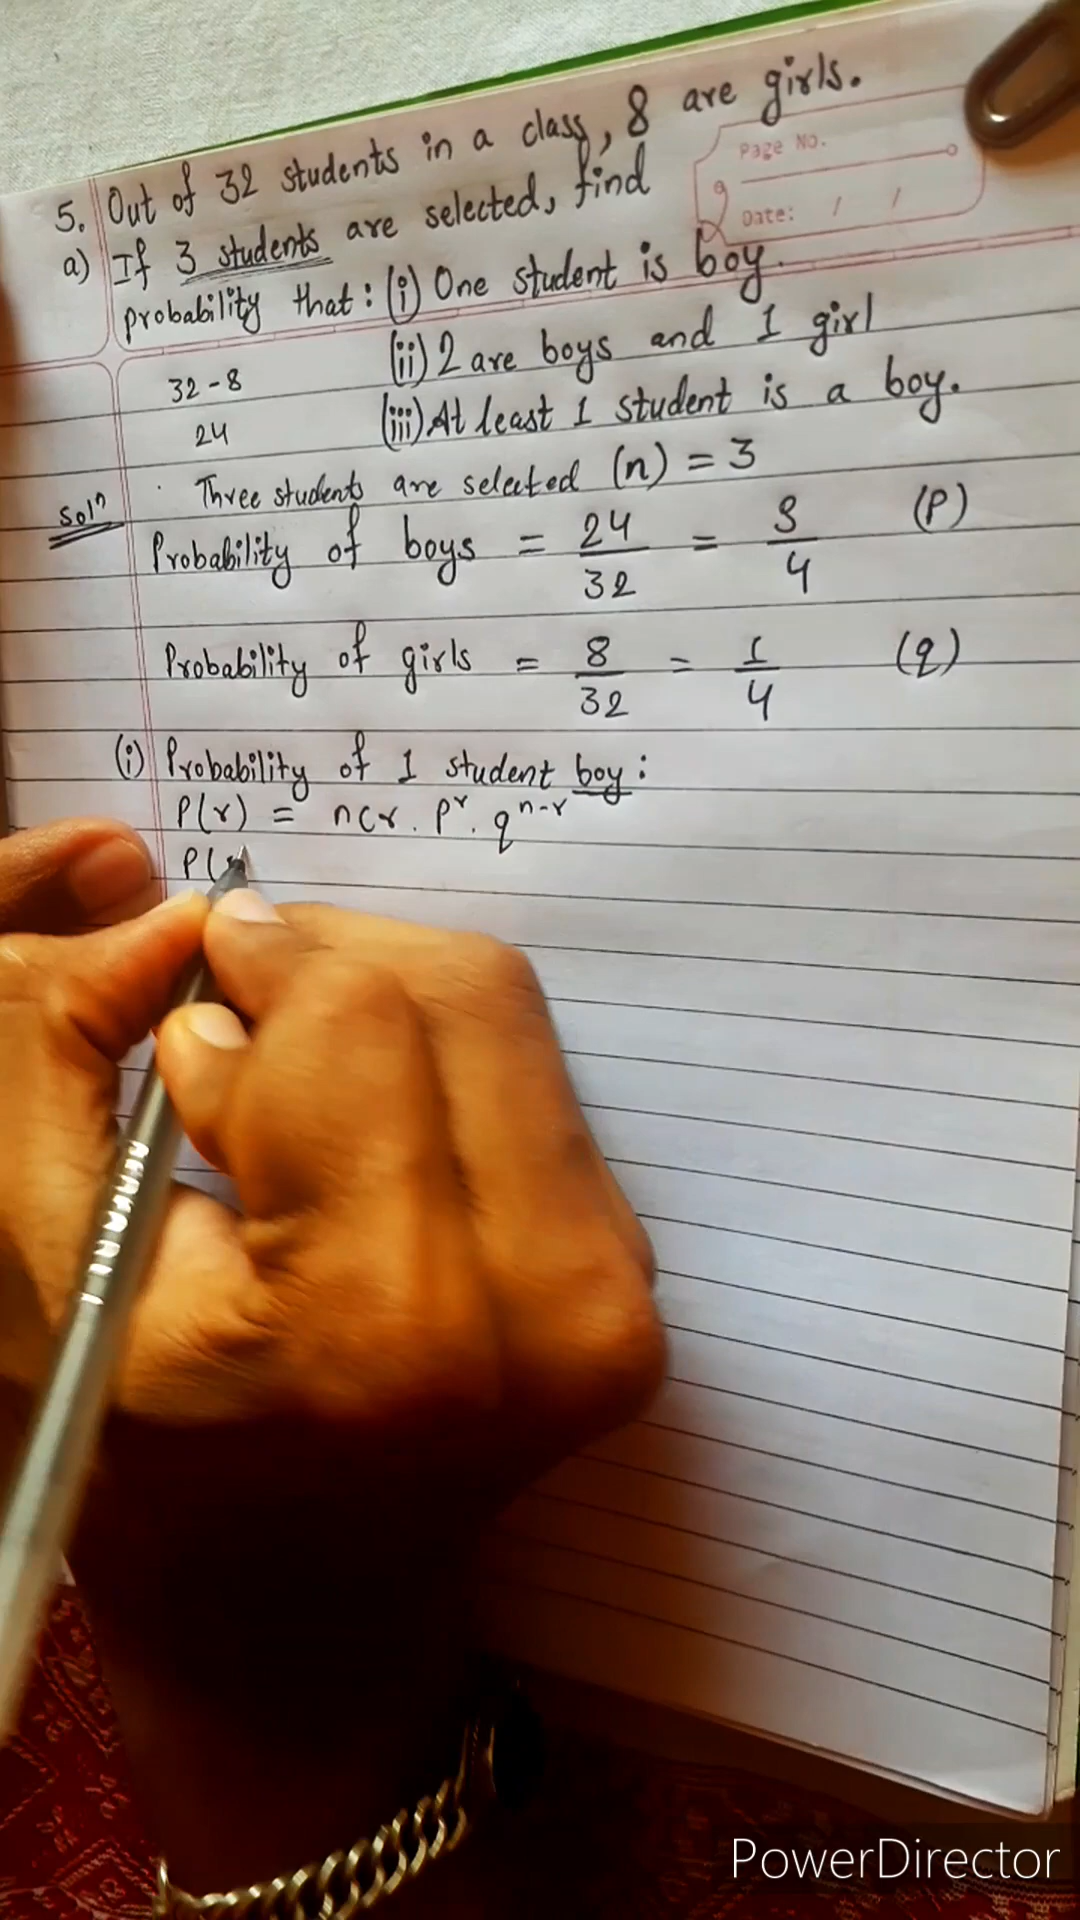 5. Out of 32 students in a class, 8 are girls.
Page No.
Date: / /
a) If 3 students are selected, find
probability that: (i) One student is boy.
(ii) 2 are boys and 1 girl
(iii) At least 1 student is a boy.
32-8
24
Solⁿ
Three students are selected (n) = 3
Probability of boys = 24/32 = 3/4 (P)
Probability of girls = 8/32 = 1/4 (q)
(i) Probability of 1 student boy:
P(r) = ncr . pʳ . qⁿ⁻ʳ
P(
PowerDirector